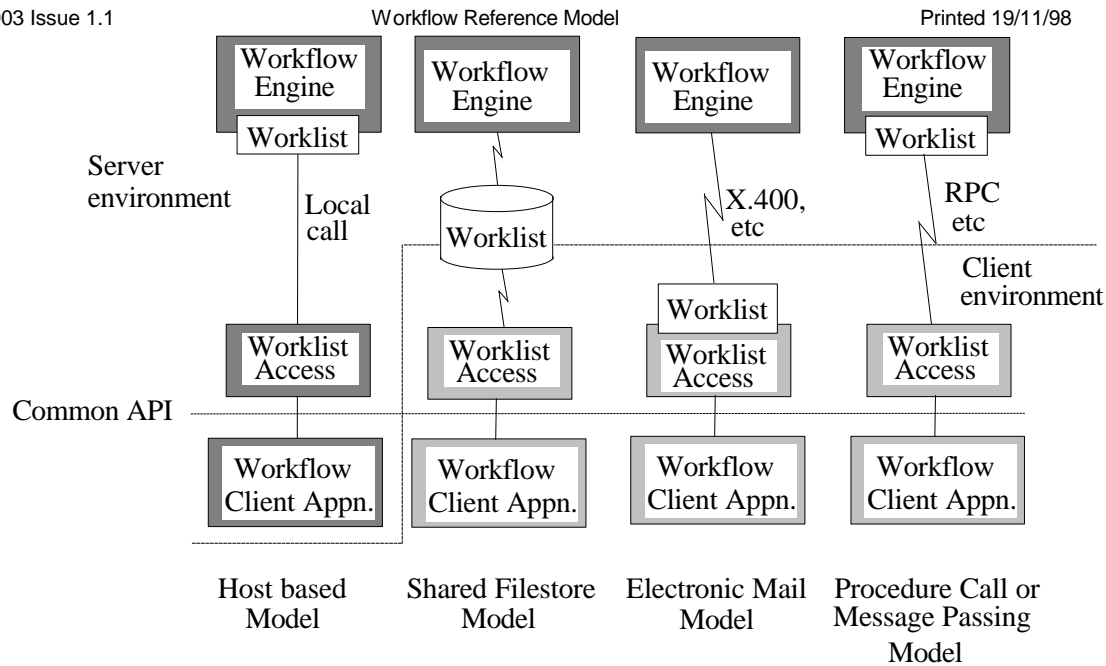 003 Issue 1.1
Workflow Reference Model
Printed 19/11/98
Workflow
Engine
Worklist
Workflow
Engine
Workflow
Engine
Workflow
Engine
Worklist
Server
environment
Local
call
Worklist
X.400,
etc
RPC
etc
Client
environment
Worklist
Worklist
Access
Worklist
Access
Worklist
Access
Worklist
Access
Common API
Workflow
Client Appn.
Workflow
Client Appn.
Workflow
Client Appn.
Workflow
Client Appn.
Host based
Model
Shared Filestore
Model
Electronic Mail
Model
Procedure Call or
Message Passing
Model